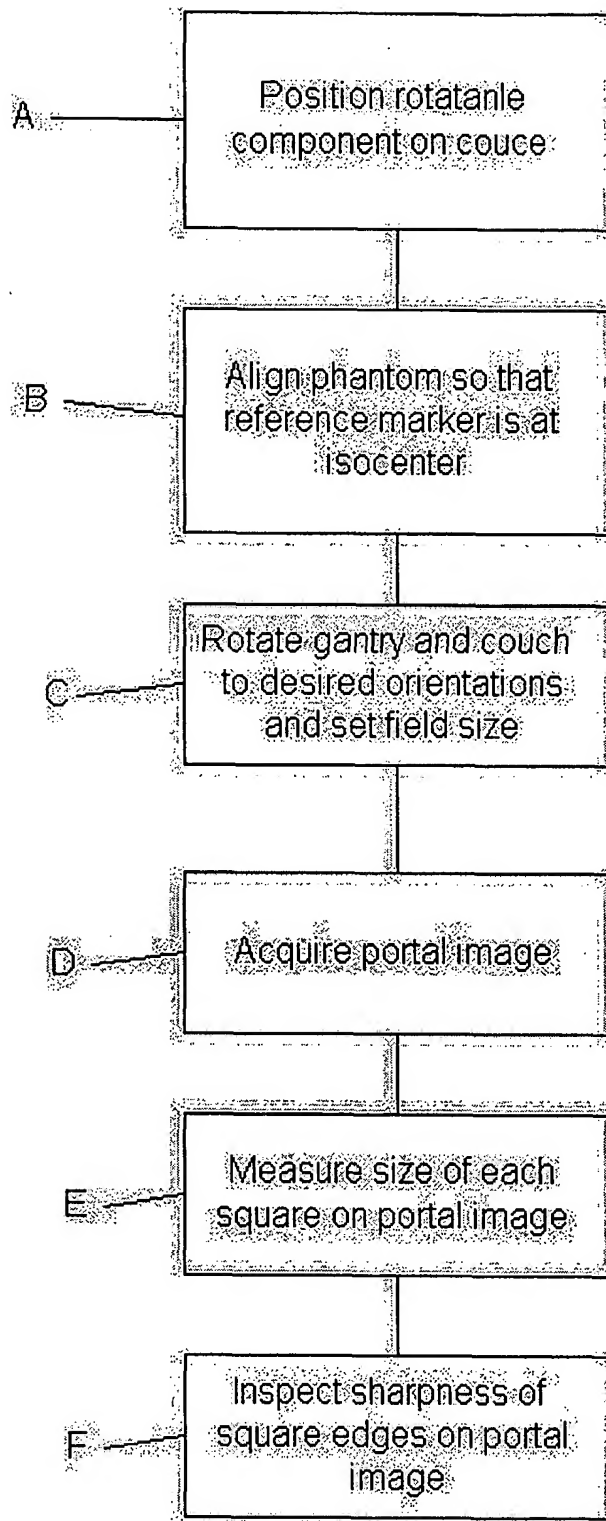 A
Position rotatanle
component on couce
B
Align phantom so that
reference marker is at
isocenter
C
Rotate gantry and couch
to desired orientations
and set field size
D
Acquire portal image
E
Measure size of each
square on portal image
F
Inspect sharpness of
square edges on portal
image